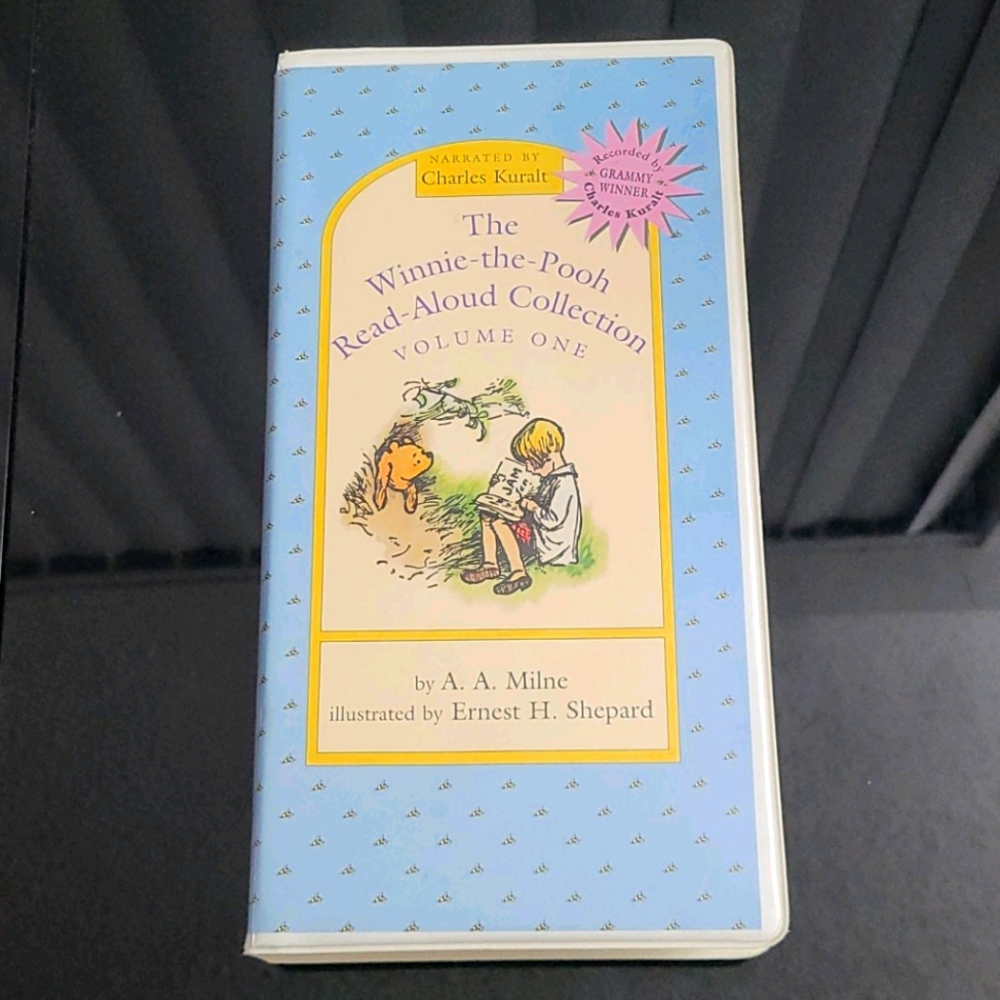 NARRATED BY
Charles Kuralt
Recorded by
GRAMMY
WINNER
Charles Kuralt
The
Winnie-the-Pooh
Read-Aloud Collection
VOLUME ONE
JAM
by A. A. Milne
illustrated by Ernest H. Shepard